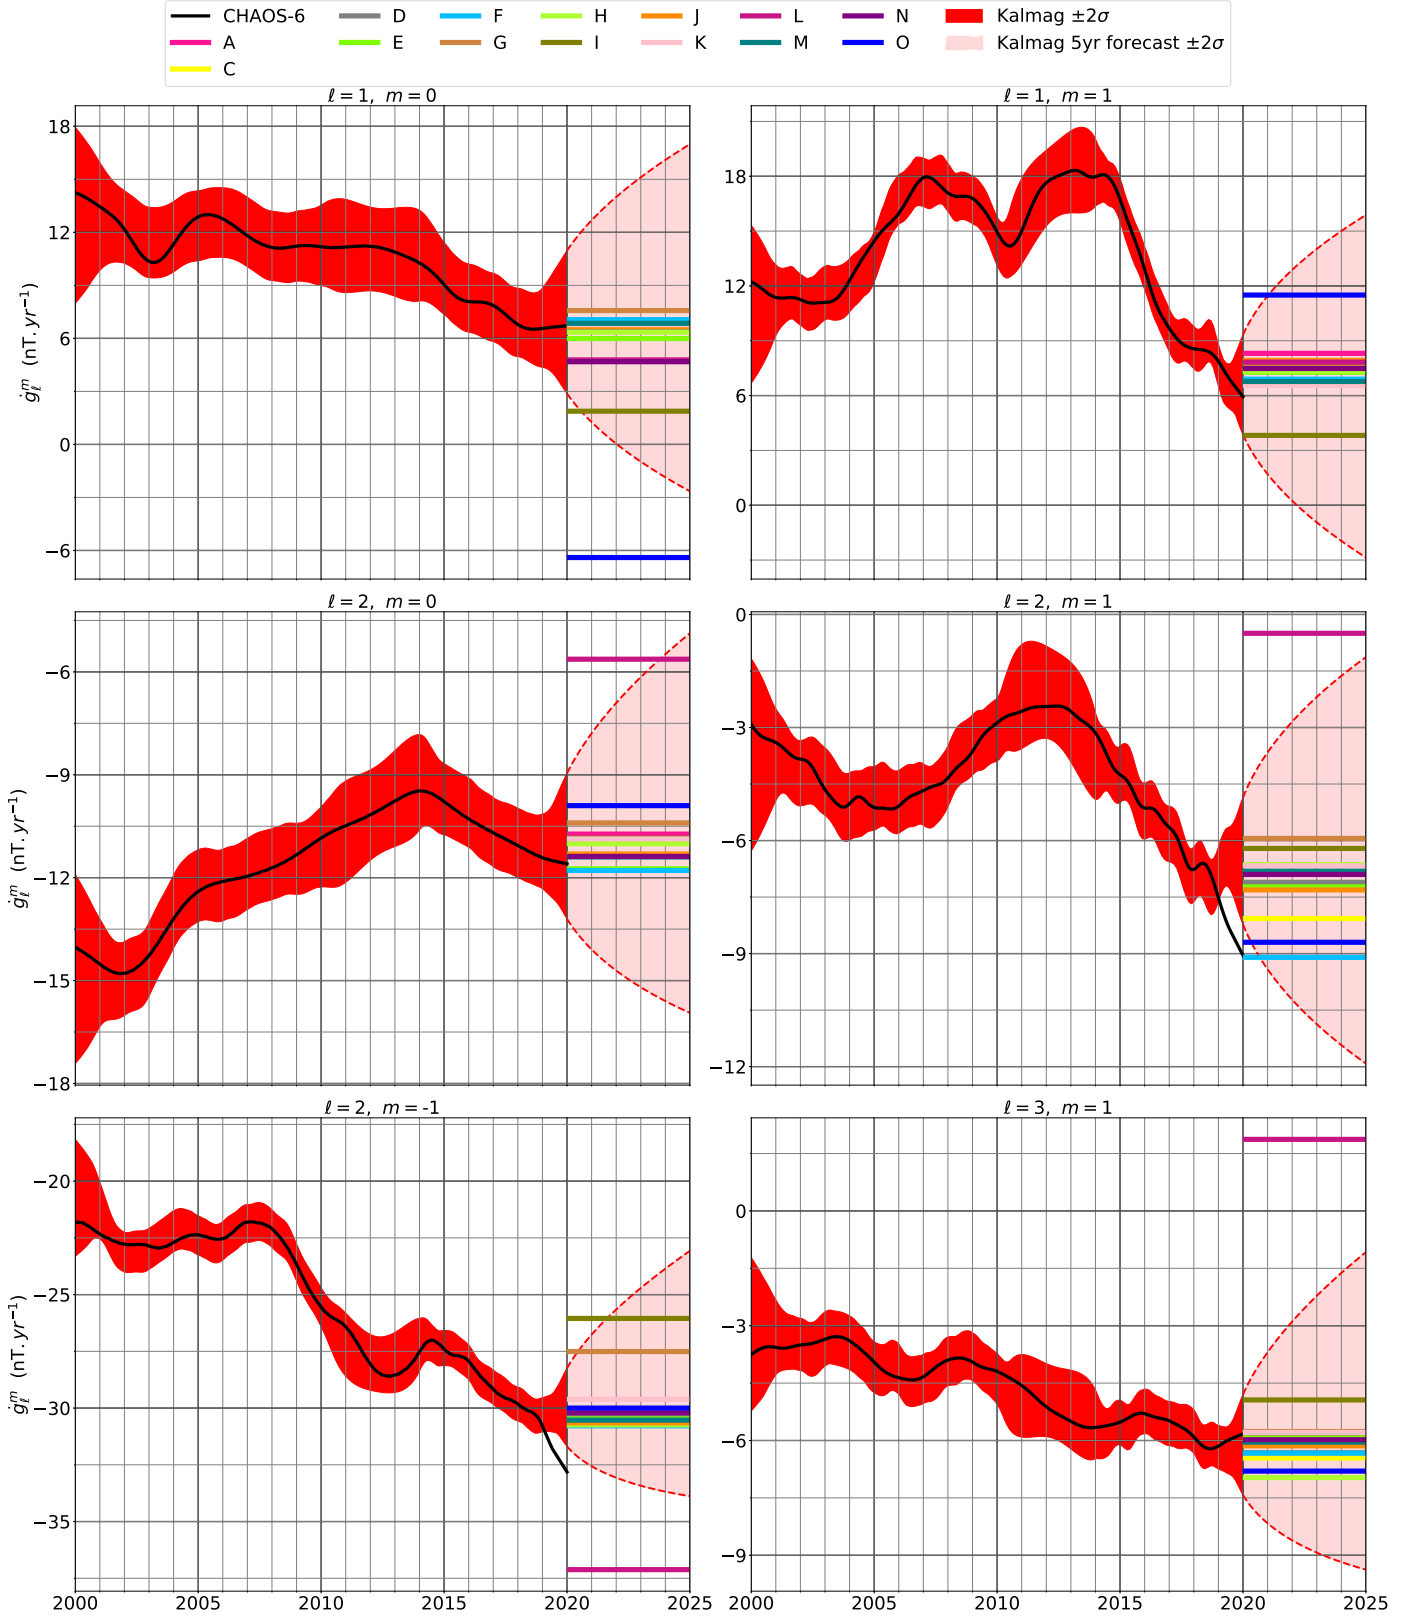 CHAOS-6 D F H J L N Kalmag ±2σ
A E G I K M O Kalmag 5yr forecast ±2σ
C
ℓ = 1, m = 0
ℓ = 1, m = 1
18
12
6
0
−6
ġℓᵐ (nT.yr⁻¹)
18
12
6
0
ℓ = 2, m = 0
ℓ = 2, m = 1
−6
−9
−12
−15
−18
ġℓᵐ (nT.yr⁻¹)
0
−3
−6
−9
−12
ℓ = 2, m = -1
ℓ = 3, m = 1
−20
−25
−30
−35
ġℓᵐ (nT.yr⁻¹)
0
−3
−6
−9
2000 2005 2010 2015 2020 2025
2000 2005 2010 2015 2020 2025